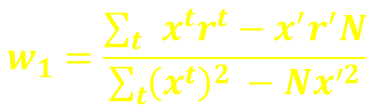 w₁ = (∑ₜ xᵗrᵗ − x′r′N) / (∑ₜ(xᵗ)² − Nx′²)